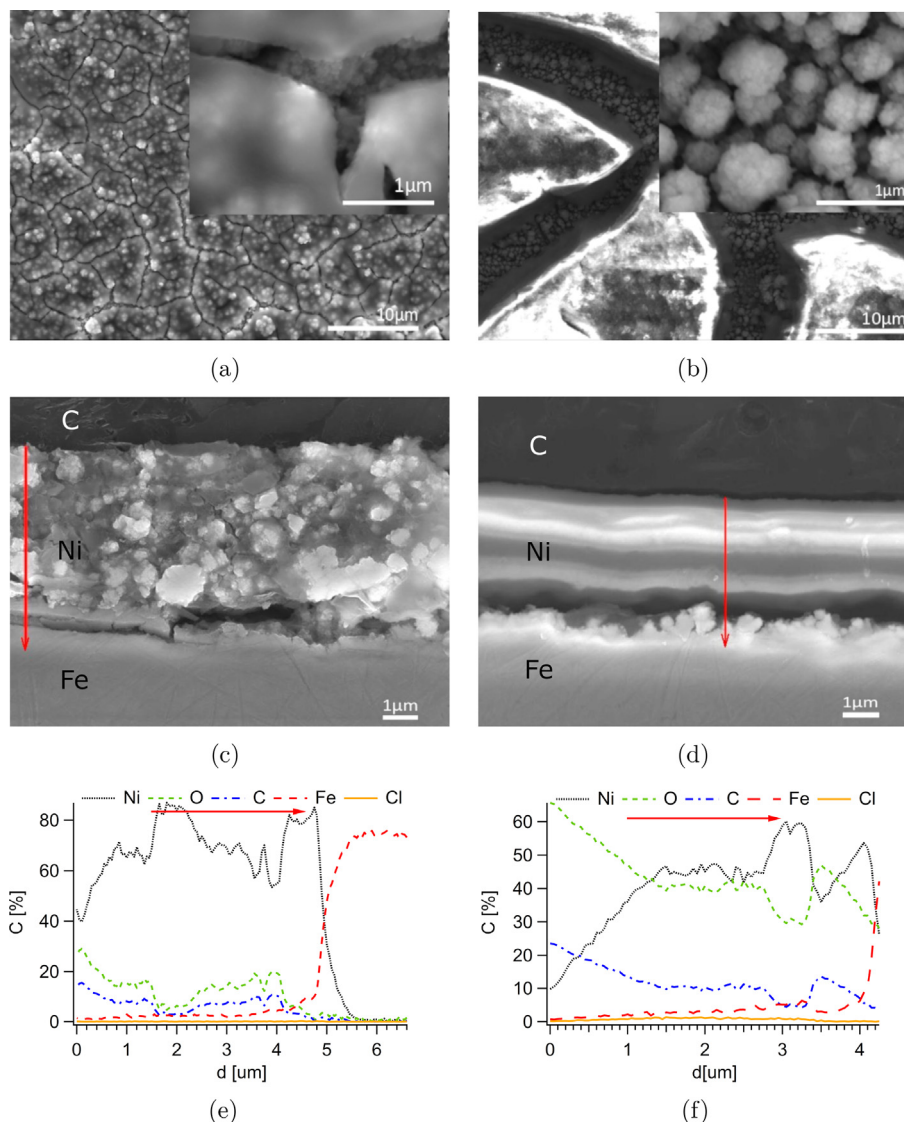 1µm
10µm
1µm
10µm
(a)
(b)
C
Ni
Fe
1µm
C
Ni
Fe
1µm
(c)
(d)
Ni O C Fe Cl
C [%]
80
60
40
20
0
0 1 2 3 4 5 6
d [um]
Ni O C Fe Cl
C [%]
60
50
40
30
20
10
0
0 1 2 3 4
d[um]
(e)
(f)